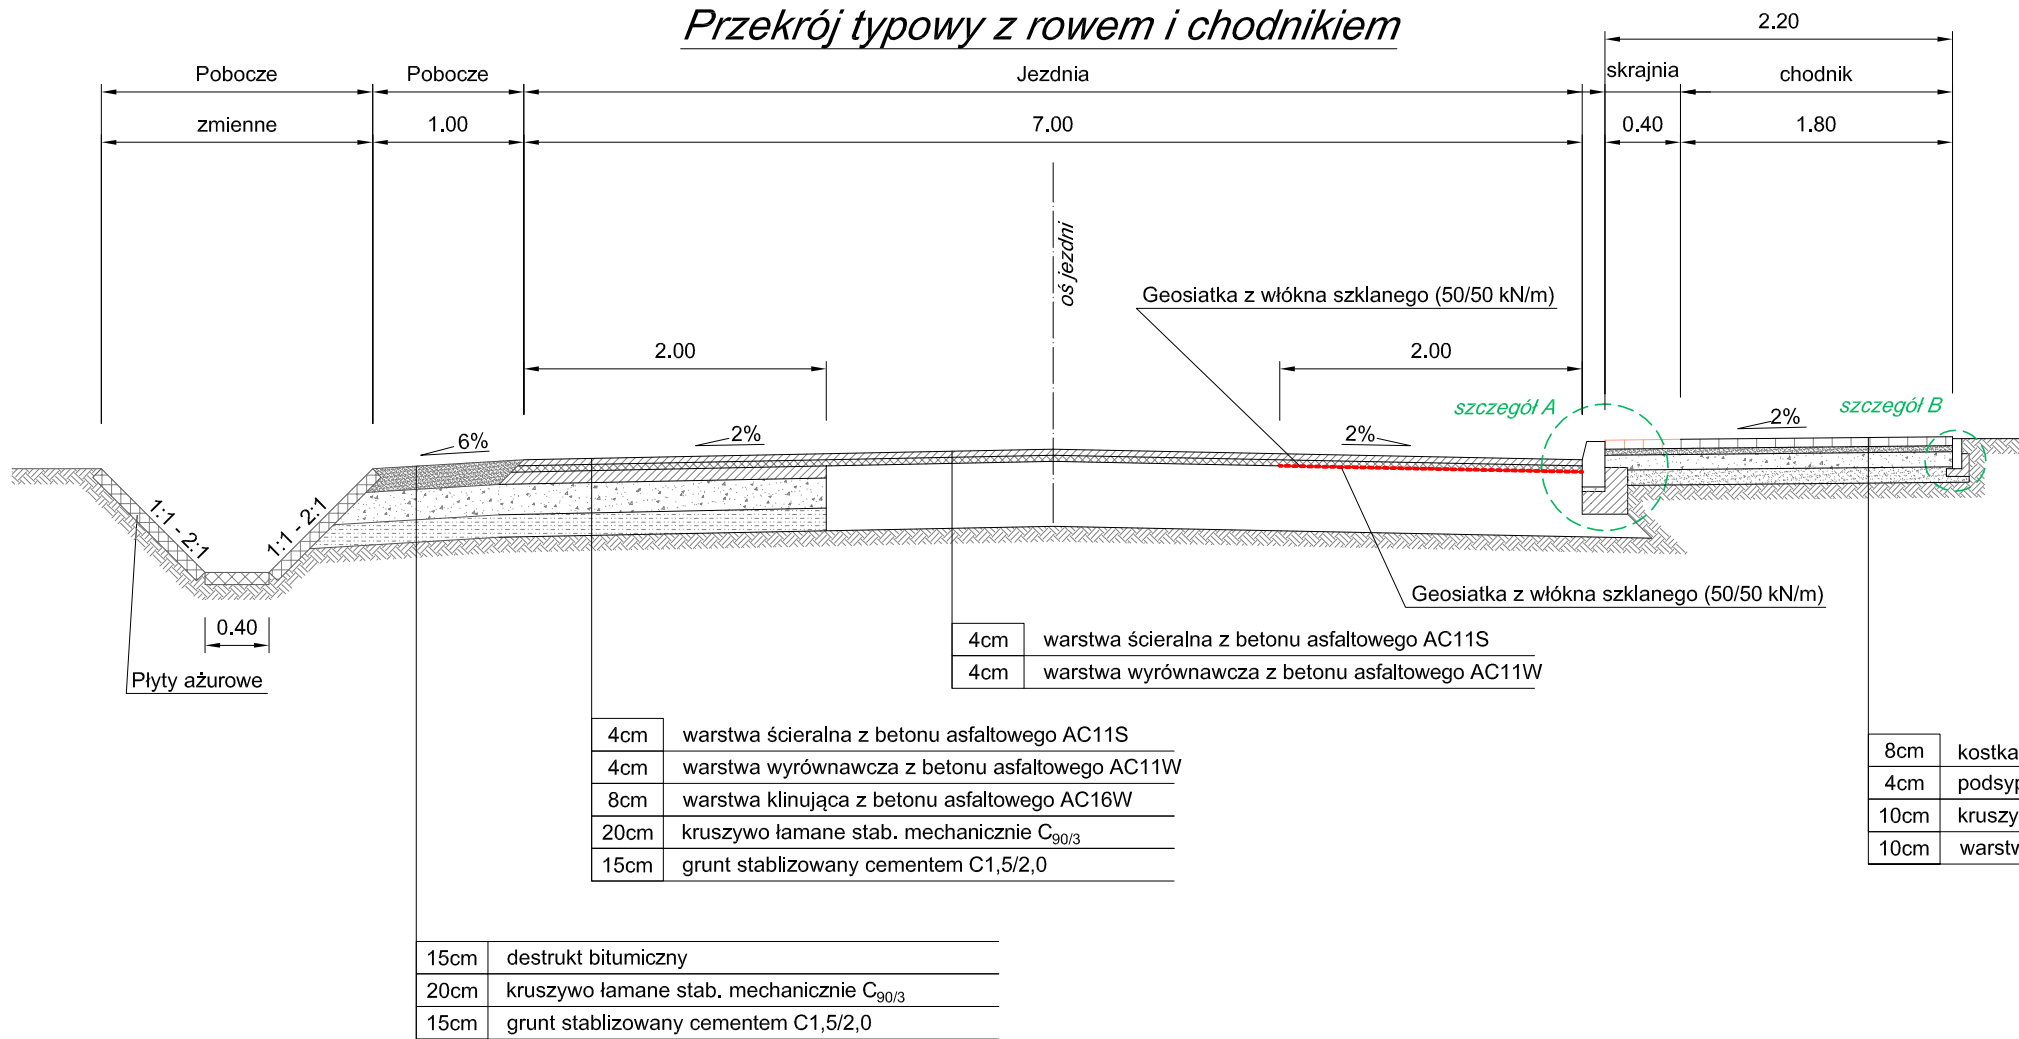 Przekrój typowy z rowem i chodnikiem
2.20
Pobocze
Pobocze
Jezdnia
skrajnia
chodnik
zmienne
1.00
7.00
0.40
1.80
oś jezdni
Geosiatka z włókna szklanego (50/50 kN/m)
2.00
2.00
szczegół A
szczegół B
6%
2%
2%
2%
1:1 - 2:1
1:1 - 2:1
0.40
Płyty ażurowe
Geosiatka z włókna szklanego (50/50 kN/m)
4cm warstwa ścieralna z betonu asfaltowego AC11S
4cm warstwa wyrównawcza z betonu asfaltowego AC11W
4cm warstwa ścieralna z betonu asfaltowego AC11S
4cm warstwa wyrównawcza z betonu asfaltowego AC11W
8cm warstwa klinująca z betonu asfaltowego AC16W
20cm kruszywo łamane stab. mechanicznie C90/3
15cm grunt stablizowany cementem C1,5/2,0
8cm kostka
4cm podsyp
10cm kruszy
10cm warstw
15cm destrukt bitumiczny
20cm kruszywo łamane stab. mechanicznie C90/3
15cm grunt stablizowany cementem C1,5/2,0